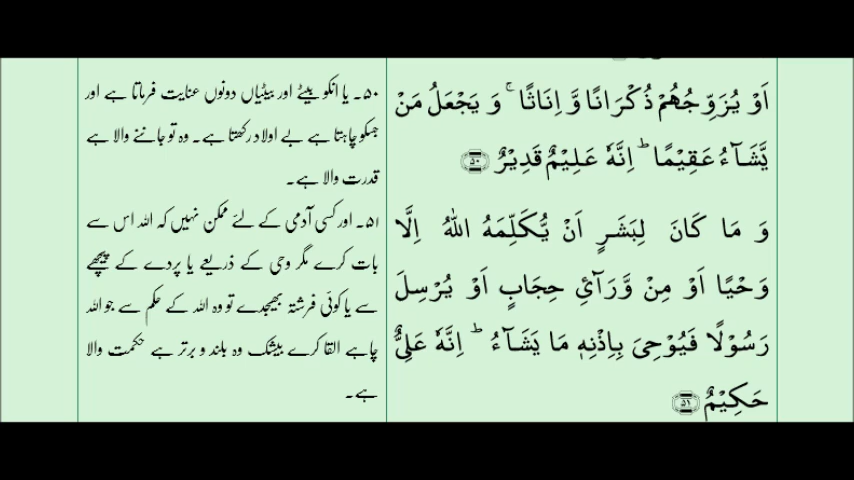 اَوْ يُزَوِّجُهُمْ ذُكْرَانًا وَّ اِنَاثًا ۚ وَ يَجْعَلُ مَنْ
يَّشَآءُ عَقِيْمًا ؕ اِنَّهٗ عَلِيْمٌ قَدِيْرٌ ۵۰
وَ مَا كَانَ لِبَشَرٍ اَنْ يُّكَلِّمَهُ اللّٰهُ اِلَّا
وَحْيًا اَوْ مِنْ وَّرَآئِ حِجَابٍ اَوْ يُرْسِلَ
رَسُوْلًا فَيُوْحِيَ بِاِذْنِهٖ مَا يَشَآءُ ؕ اِنَّهٗ عَلِيٌّ
حَكِيْمٌ ۵۱
۵۰۔ یا انکو بیٹے اور بیٹیاں دونوں عنایت فرماتا ہے اور
جسکو چاہتا ہے بے اولاد رکھتا ہے۔ وہ تو جاننے والا ہے
قدرت والا ہے۔
۵۱۔ اور کسی آدمی کے لئے ممکن نہیں کہ اللہ اس سے
بات کرے مگر وحی کے ذریعے یا پردے کے پیچھے
سے یا کوئی فرشتہ بھیجدے تو وہ اللہ کے حکم سے جو اللہ
چاہے القا کرے بیشک وہ بلند و برتر ہے حکمت والا
ہے۔